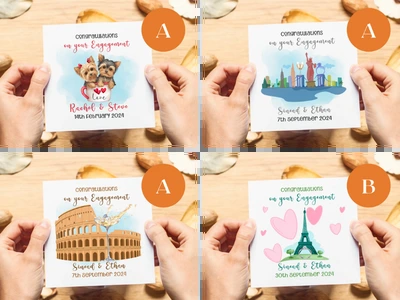 A
Congratulations
on your Engagement
Love
Rachel & Steve
14th February 2024
A
Congratulations
on your Engagement
Sinead & Ethan
7th September 2024
A
Congratulations
on your Engagement
Sinead & Ethan
7th September 2024
B
Congratulations
on your Engagement
Sinead & Ethan
30th September 2024